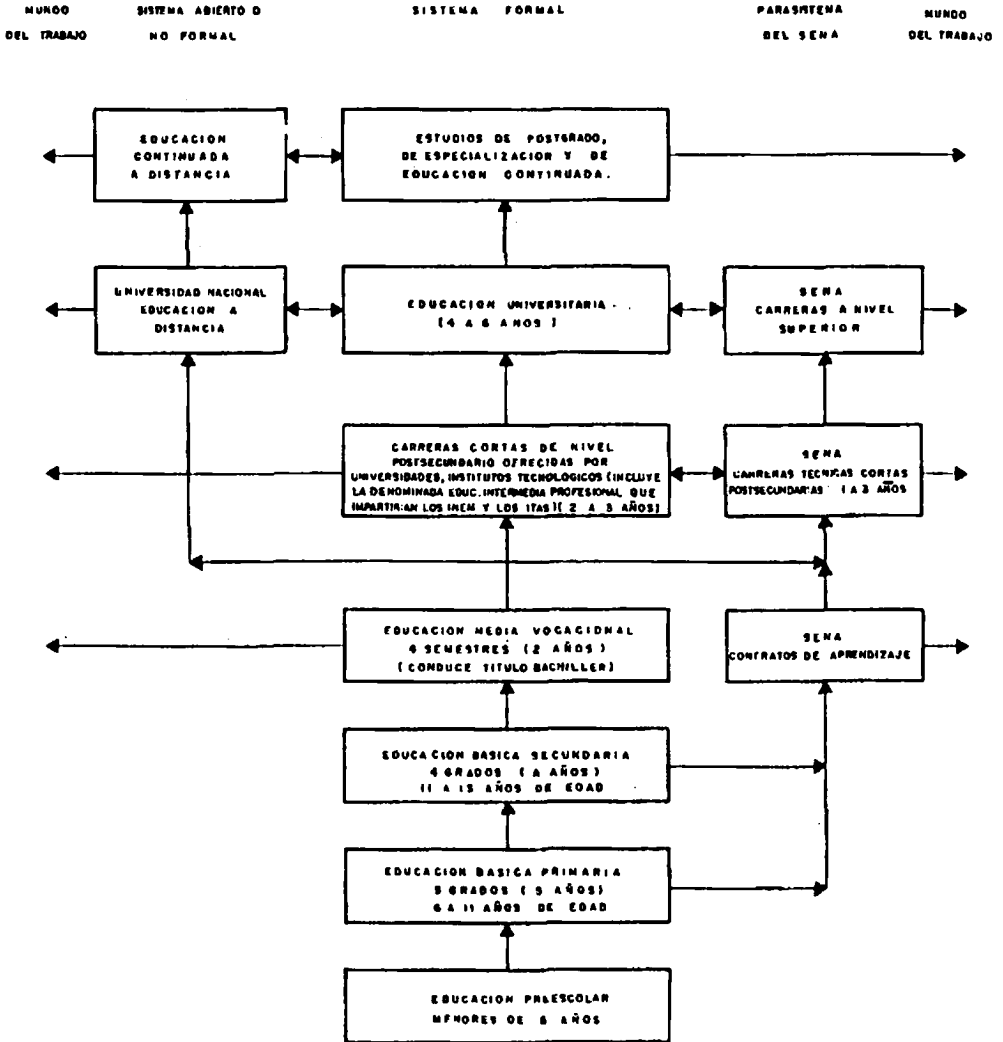 MUNDO
DEL TRABAJO
SISTEMA ABIERTO O
NO FORMAL
SISTEMA FORMAL
PARASISTEMA
DEL SENA
MUNDO
DEL TRABAJO
EDUCACION
CONTINUADA
A DISTANCIA
ESTUDIOS DE POSTGRADO,
DE ESPECIALIZACION Y DE
EDUCACION CONTINUADA.
UNIVERSIDAD NACIONAL
EDUCACION A
DISTANCIA
EDUCACION UNIVERSITARIA
(4 A 6 ANOS )
SENA
CARRERAS A NIVEL
SUPERIOR
CARRERAS CORTAS DE NIVEL
POSTSECUNDARIO OFRECIDAS POR
UNIVERSIDADES, INSTITUTOS TECNOLOGICOS (INCLUYE
LA DENOMINADA EDUC. INTERMEDIA PROFESIONAL QUE
IMPARTIRIAN LOS INEM Y LOS ITAS)( 2 A 3 AÑOS)
SENA
CARRERAS TECNICAS CORTAS
POSTSECUNDARIAS (1 A 3 AÑOS
EDUCACION MEDIA VOCACIONAL
4 SEMESTRES (2 AÑOS )
(CONDUCE TITULO BACHILLER)
SENA
CONTRATOS DE APRENDIZAJE
EDUCACION BASICA SECUNDARIA
4 GRADOS (A AÑOS)
11 A 15 AÑOS DE EDAD
EDUCACION BASICA PRIMARIA
5 GRADOS ( 5 AÑOS)
6 A 11 AÑOS DE EDAD
EDUCACION PREESCOLAR
MENORES DE 6 AÑOS